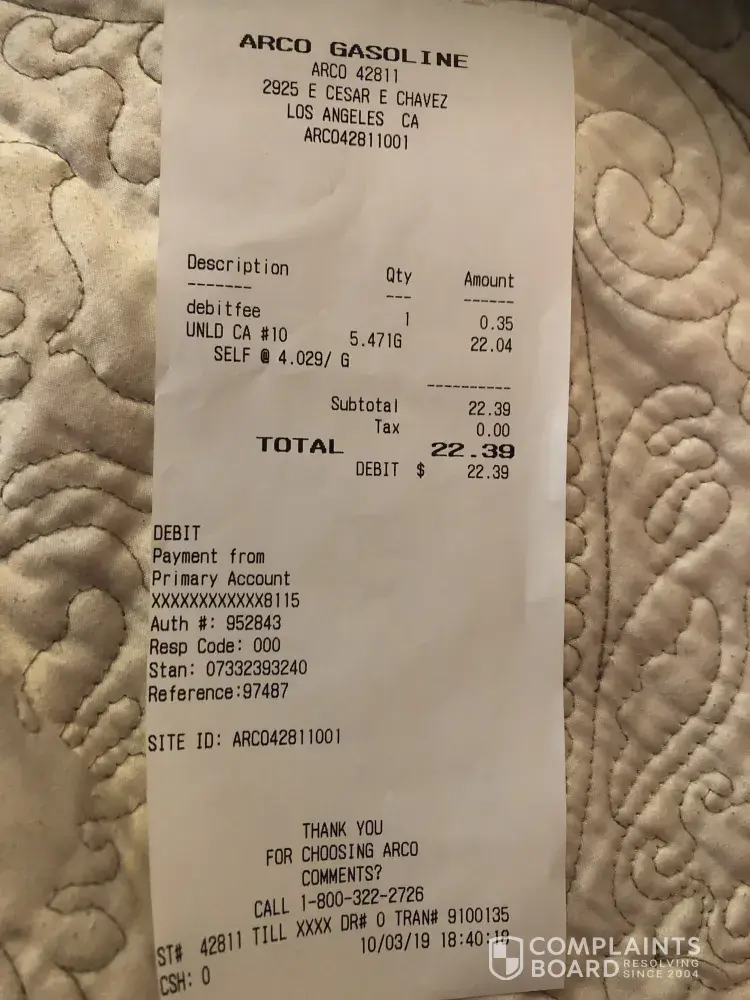 ARCO GASOLINE
ARCO 42811
2925 E CESAR E CHAVEZ
LOS ANGELES CA
ARCO42811001
Description Qty Amount
------- --- ------
debitfee 1 0.35
UNLD CA #10 5.471G 22.04
SELF @ 4.029/ G
----------
Subtotal 22.39
Tax 0.00
TOTAL 22.39
DEBIT $ 22.39
DEBIT
Payment from
Primary Account
XXXXXXXXXXXX8115
Auth #: 952843
Resp Code: 000
Stan: 07332393240
Reference:97487
SITE ID: ARCO42811001
THANK YOU
FOR CHOOSING ARCO
COMMENTS?
CALL 1-800-322-2726
ST# 42811 TILL XXXX DR# 0 TRAN# 9100135
CSH: 0 10/03/19 18:40:18
COMPLAINTS
BOARD RESOLVING
SINCE 2004